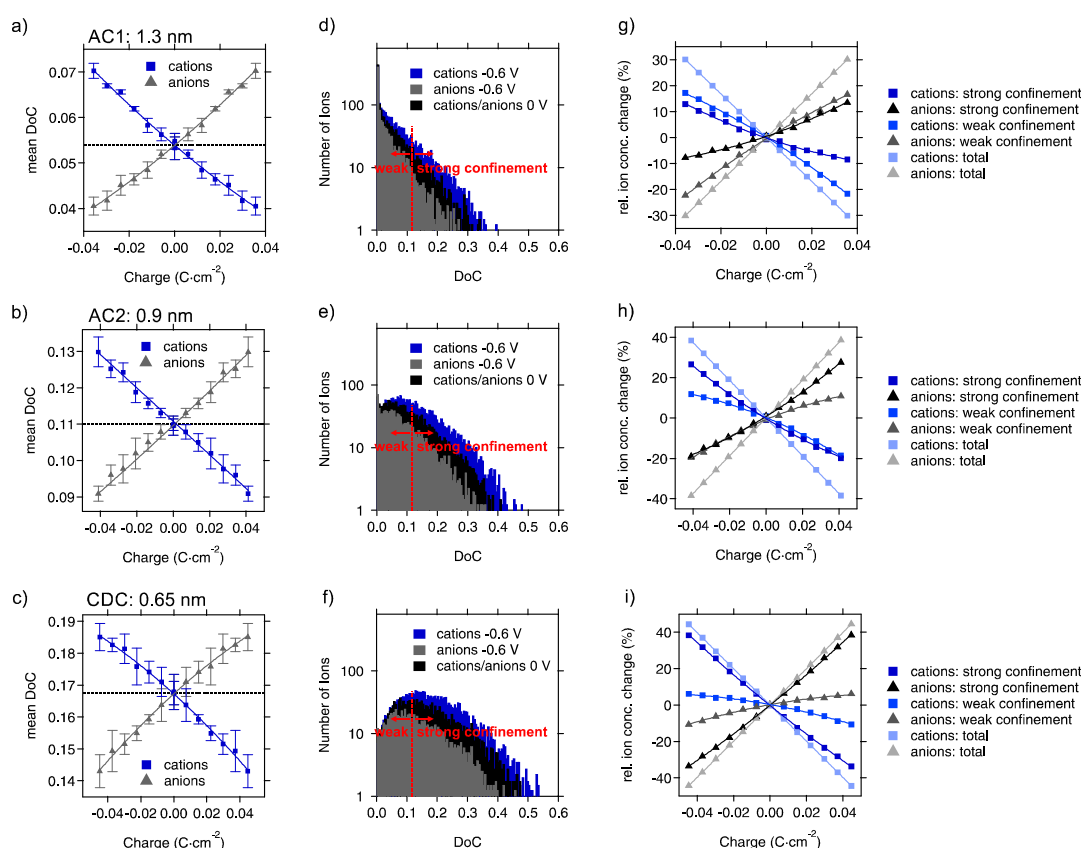 a)
AC1: 1.3 nm
cations
anions
mean DoC
0.07
0.06
0.05
0.04
-0.04 -0.02 0.00 0.02 0.04
Charge (C·cm-2)
d)
cations -0.6 V
anions -0.6 V
cations/anions 0 V
Number of Ions
100
10
1
weak strong confinement
0.0 0.1 0.2 0.3 0.4 0.5 0.6
DoC
g)
rel. ion conc. change (%)
30
20
10
0
-10
-20
-30
-0.04 -0.02 0.00 0.02 0.04
Charge (C·cm-2)
cations: strong confinement
anions: strong confinement
cations: weak confinement
anions: weak confinement
cations: total
anions: total
b)
AC2: 0.9 nm
cations
anions
mean DoC
0.13
0.12
0.11
0.10
0.09
-0.04 -0.02 0.00 0.02 0.04
Charge (C·cm-2)
e)
cations -0.6 V
anions -0.6 V
cations/anions 0 V
Number of Ions
100
10
1
weak strong confinement
0.0 0.1 0.2 0.3 0.4 0.5 0.6
DoC
h)
rel. ion conc. change (%)
40
20
0
-20
-40
-0.04 -0.02 0.00 0.02 0.04
Charge (C·cm-2)
cations: strong confinement
anions: strong confinement
cations: weak confinement
anions: weak confinement
cations: total
anions: total
c)
CDC: 0.65 nm
mean DoC
0.19
0.18
0.17
0.16
0.15
0.14
cations
anions
-0.04 -0.02 0.00 0.02 0.04
Charge (C·cm-2)
f)
cations -0.6 V
anions -0.6 V
cations/anions 0 V
Number of Ions
100
10
1
weak strong confinement
0.0 0.1 0.2 0.3 0.4 0.5 0.6
DoC
i)
rel. ion conc. change (%)
40
20
0
-20
-40
-0.04 -0.02 0.00 0.02 0.04
Charge (C·cm-2)
cations: strong confinement
anions: strong confinement
cations: weak confinement
anions: weak confinement
cations: total
anions: total